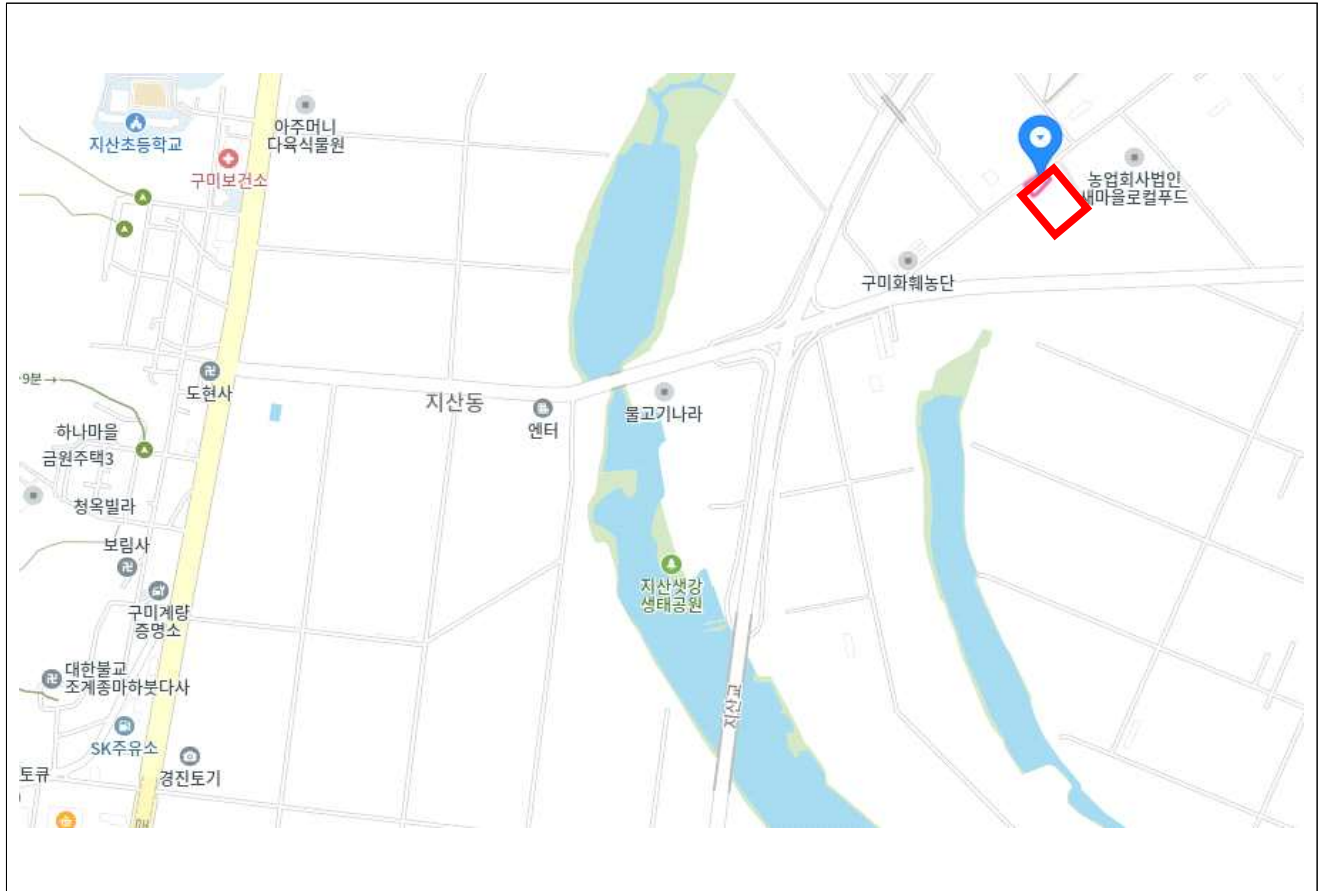 아주머니
다육식물원
지산초등학교
구미보건소
농업회사법인
새마을로컬푸드
구미화훼농단
9분→
도현사
지산동
엔터
물고기나라
하나마을
금원주택3
청옥빌라
보림사
지산샛강
생태공원
구미계량
증명소
대한불교
조계종마하붓다사
지산교
SK주유소
토큐
경진토기